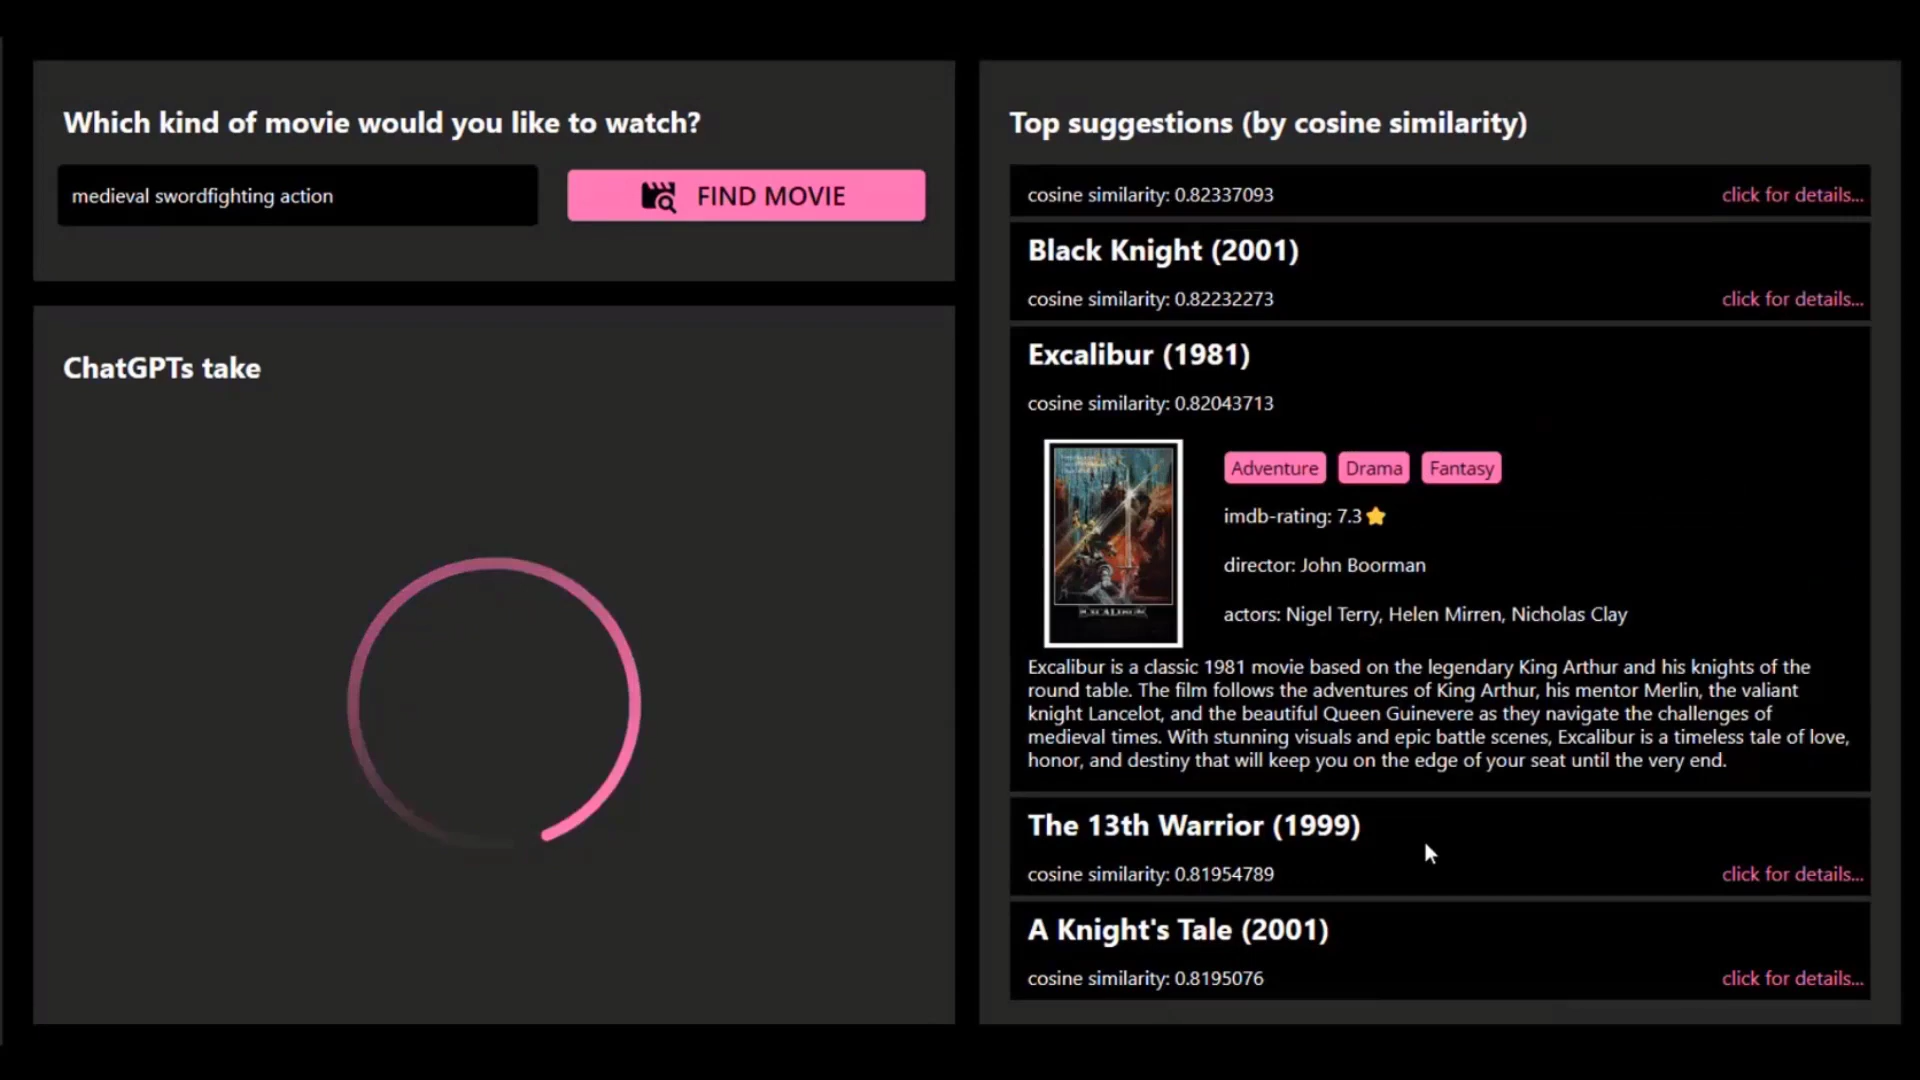 Which kind of movie would you like to watch?
medieval swordfighting action
FIND MOVIE
ChatGPTs take
Top suggestions (by cosine similarity)
cosine similarity: 0.82337093
click for details...
Black Knight (2001)
cosine similarity: 0.82232273
click for details...
Excalibur (1981)
cosine similarity: 0.82043713
EXCALIBUR
Adventure
Drama
Fantasy
imdb-rating: 7.3
director: John Boorman
actors: Nigel Terry, Helen Mirren, Nicholas Clay
Excalibur is a classic 1981 movie based on the legendary King Arthur and his knights of the
round table. The film follows the adventures of King Arthur, his mentor Merlin, the valiant
knight Lancelot, and the beautiful Queen Guinevere as they navigate the challenges of
medieval times. With stunning visuals and epic battle scenes, Excalibur is a timeless tale of love,
honor, and destiny that will keep you on the edge of your seat until the very end.
The 13th Warrior (1999)
cosine similarity: 0.81954789
click for details...
A Knight's Tale (2001)
cosine similarity: 0.8195076
click for details...